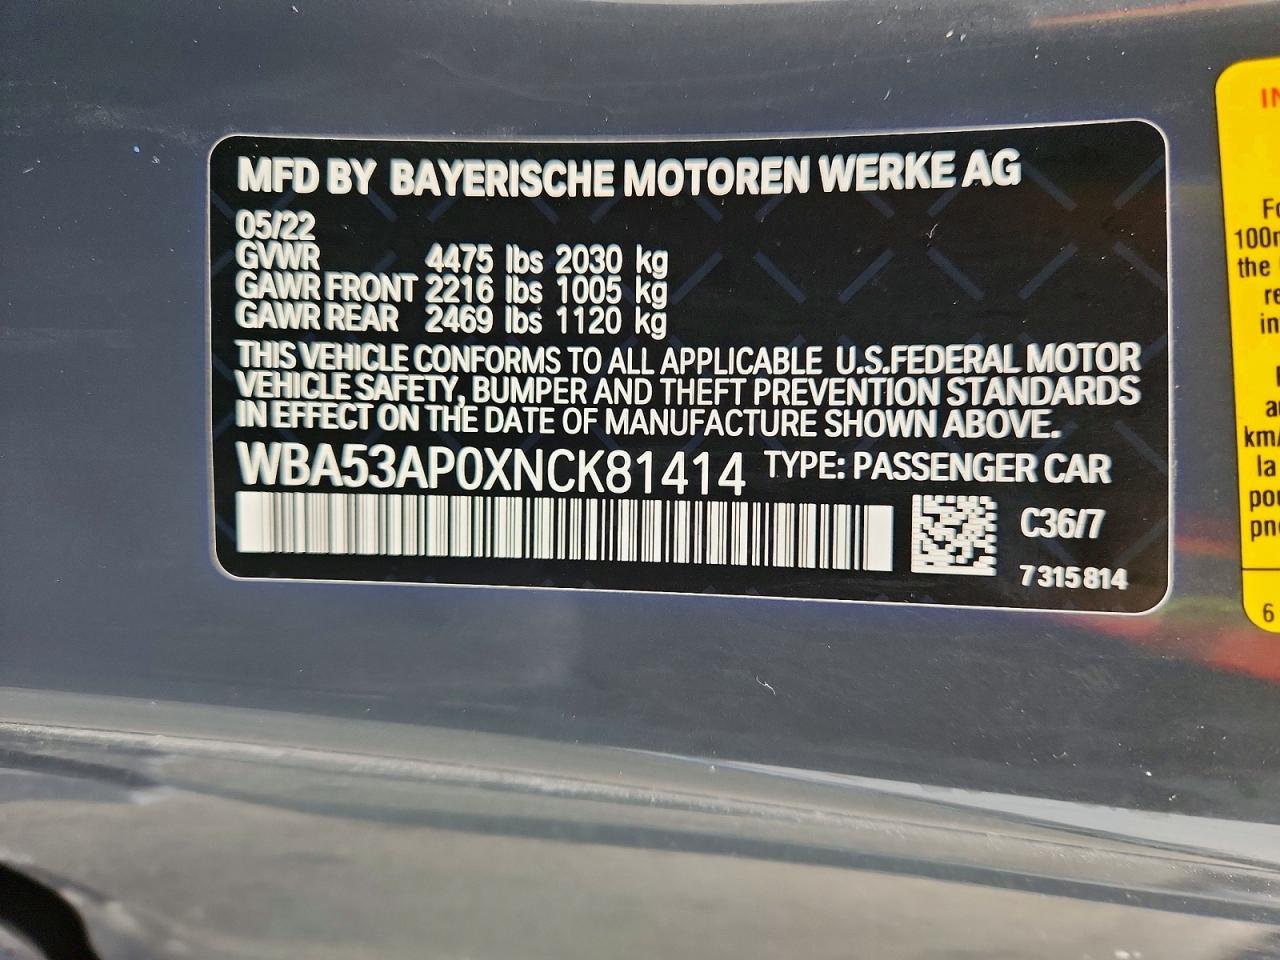 MFD BY BAYERISCHE MOTOREN WERKE AG
05/22
GVWR 4475 lbs 2030 kg
GAWR FRONT 2216 lbs 1005 kg
GAWR REAR 2469 lbs 1120 kg
THIS VEHICLE CONFORMS TO ALL APPLICABLE U.S.FEDERAL MOTOR
VEHICLE SAFETY, BUMPER AND THEFT PREVENTION STANDARDS
IN EFFECT ON THE DATE OF MANUFACTURE SHOWN ABOVE.
WBA53AP0XNCK81414 TYPE: PASSENGER CAR
C36/7
7 315 814
the
la
6